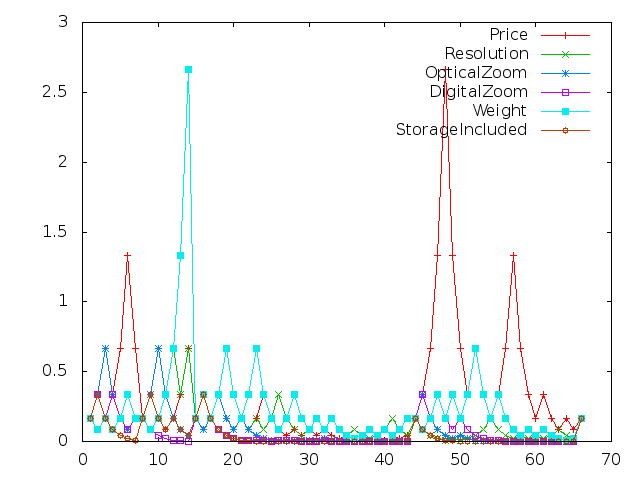 3
2.5
2
1.5
1
0.5
0
0 10 20 30 40 50 60 70
Price
Resolution
OpticalZoom
DigitalZoom
Weight
StorageIncluded